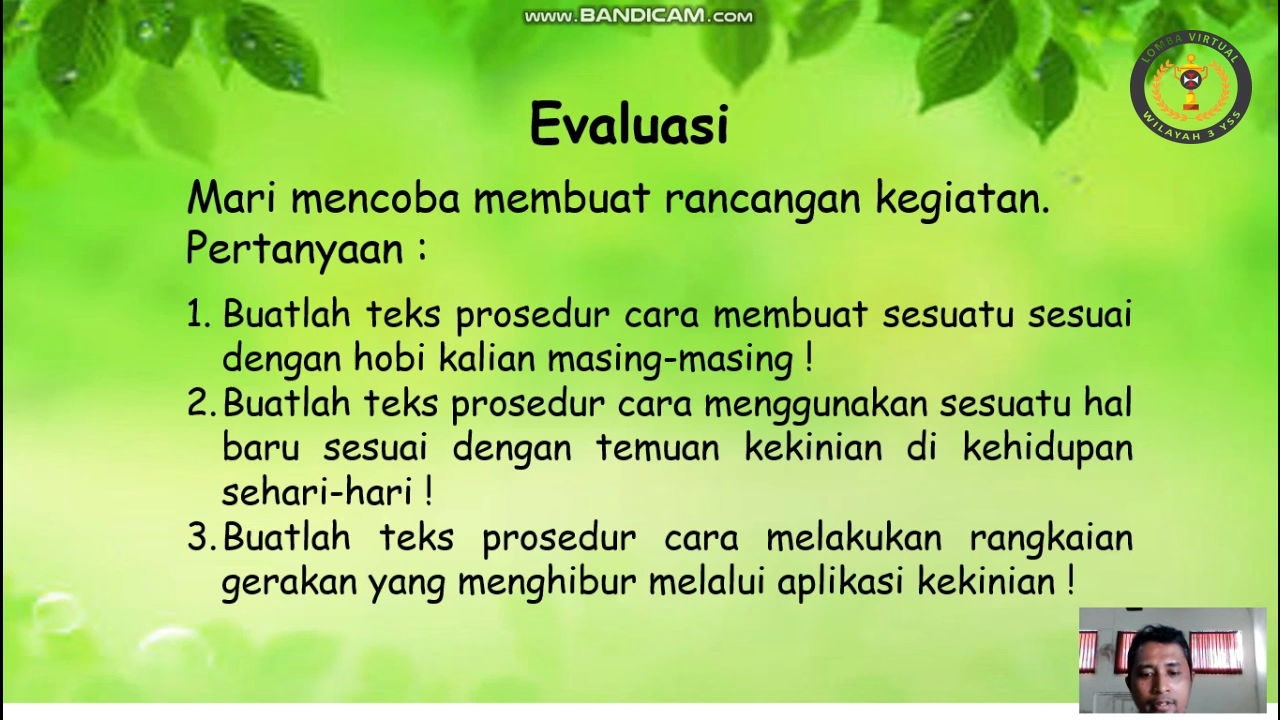 www.BANDICAM.com
LOMBA VIRTUAL
WILAYAH 3 YSS
Evaluasi
Mari mencoba membuat rancangan kegiatan.
Pertanyaan :
1. Buatlah teks prosedur cara membuat sesuatu sesuai
dengan hobi kalian masing-masing !
2. Buatlah teks prosedur cara menggunakan sesuatu hal
baru sesuai dengan temuan kekinian di kehidupan
sehari-hari !
3. Buatlah teks prosedur cara melakukan rangkaian
gerakan yang menghibur melalui aplikasi kekinian !